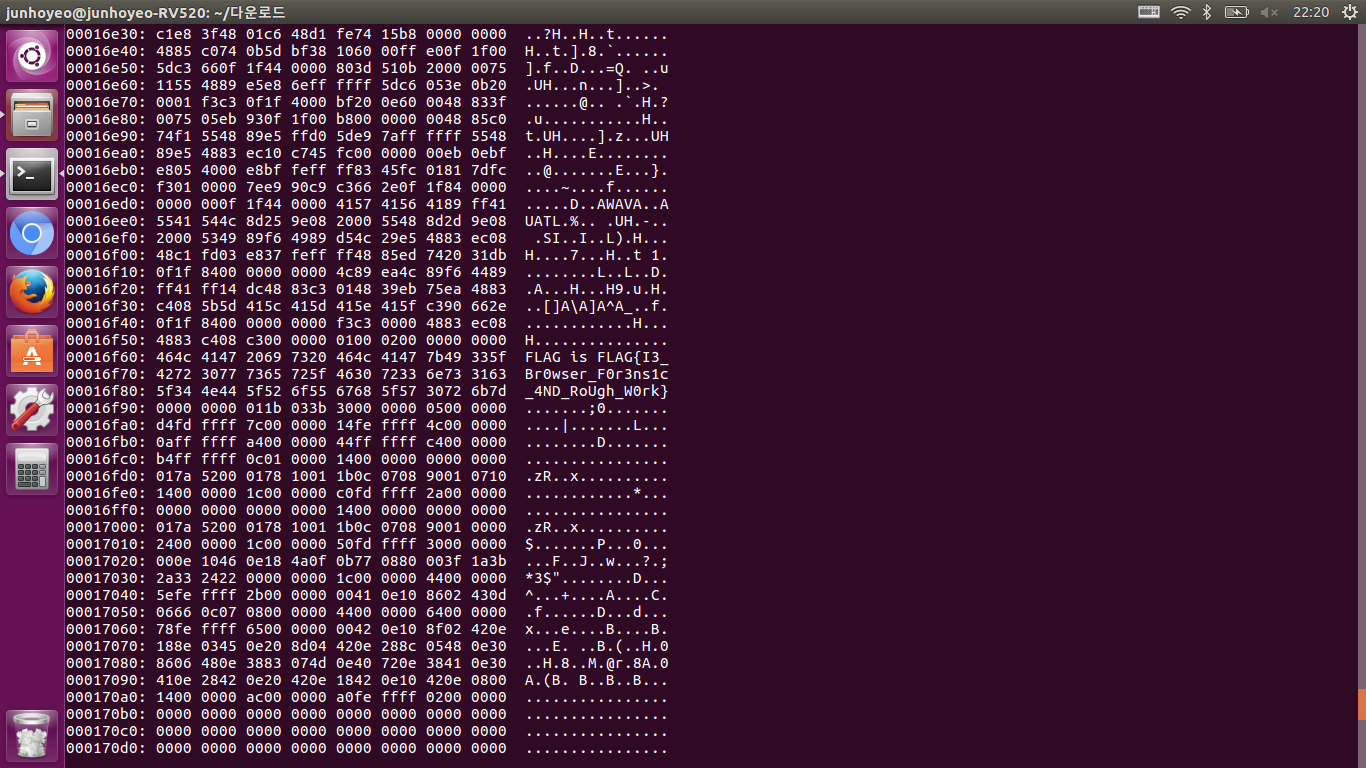 junhoyeo@junhoyeo-RV520: ~/다운로드 22:20
00016e30: c1e8 3f48 01c6 48d1 fe74 15b8 0000 0000  ..?H..H..t......
00016e40: 4885 c074 0b5d bf38 1060 00ff e00f 1f00  H..t.].8.`......
00016e50: 5dc3 660f 1f44 0000 803d 510b 2000 0075  ].f..D...=Q. ..u
00016e60: 1155 4889 e5e8 6eff ffff 5dc6 053e 0b20  .UH...n...]..>. 
00016e70: 0001 f3c3 0f1f 4000 bf20 0e60 0048 833f  ......@.. .`.H.?
00016e80: 0075 05eb 930f 1f00 b800 0000 0048 85c0  .u...........H..
00016e90: 74f1 5548 89e5 ffd0 5de9 7aff ffff 5548  t.UH....].z...UH
00016ea0: 89e5 4883 ec10 c745 fc00 0000 00eb 0ebf  ..H....E........
00016eb0: e805 4000 e8bf feff ff83 45fc 0181 7dfc  ..@.......E...}.
00016ec0: f301 0000 7ee9 90c9 c366 2e0f 1f84 0000  ....~....f......
00016ed0: 0000 000f 1f44 0000 4157 4156 4189 ff41  .....D..AWAVA..A
00016ee0: 5541 544c 8d25 9e08 2000 5548 8d2d 9e08  UATL.%.. .UH.-..
00016ef0: 2000 5349 89f6 4989 d54c 29e5 4883 ec08   .SI..I..L).H...
00016f00: 48c1 fd03 e837 feff ff48 85ed 7420 31db  H....7...H..t 1.
00016f10: 0f1f 8400 0000 0000 4c89 ea4c 89f6 4489  ........L..L..D.
00016f20: ff41 ff14 dc48 83c3 0148 39eb 75ea 4883  .A...H...H9.u.H.
00016f30: c408 5b5d 415c 415d 415e 415f c390 662e  ..[]A\A]A^A_..f.
00016f40: 0f1f 8400 0000 0000 f3c3 0000 4883 ec08  ............H...
00016f50: 4883 c408 c300 0000 0100 0200 0000 0000  H...............
00016f60: 464c 4147 2069 7320 464c 4147 7b49 335f  FLAG is FLAG{I3_
00016f70: 4272 3077 7365 725f 4630 7233 6e73 3163  Br0wser_F0r3ns1c
00016f80: 5f34 4e44 5f52 6f55 6768 5f57 3072 6b7d  _4ND_RoUgh_W0rk}
00016f90: 0000 0000 011b 033b 3000 0000 0500 0000  .......;0.......
00016fa0: d4fd ffff 7c00 0000 14fe ffff 4c00 0000  ....|.......L...
00016fb0: 0aff ffff a400 0000 44ff ffff c400 0000  ........D.......
00016fc0: b4ff ffff 0c01 0000 1400 0000 0000 0000  ................
00016fd0: 017a 5200 0178 1001 1b0c 0708 9001 0710  .zR..x..........
00016fe0: 1400 0000 1c00 0000 c0fd ffff 2a00 0000  ............*...
00016ff0: 0000 0000 0000 0000 1400 0000 0000 0000  ................
00017000: 017a 5200 0178 1001 1b0c 0708 9001 0000  .zR..x..........
00017010: 2400 0000 1c00 0000 50fd ffff 3000 0000  $.......P...0...
00017020: 000e 1046 0e18 4a0f 0b77 0880 003f 1a3b  ...F..J..w...?.;
00017030: 2a33 2422 0000 0000 1c00 0000 4400 0000  *3$"........D...
00017040: 5efe ffff 2b00 0000 0041 0e10 8602 430d  ^...+....A....C.
00017050: 0666 0c07 0800 0000 4400 0000 6400 0000  .f......D...d...
00017060: 78fe ffff 6500 0000 0042 0e10 8f02 420e  x...e....B....B.
00017070: 188e 0345 0e20 8d04 420e 288c 0548 0e30  ...E. ..B.(..H.0
00017080: 8606 480e 3883 074d 0e40 720e 3841 0e30  ..H.8..M.@r.8A.0
00017090: 410e 2842 0e20 420e 1842 0e10 420e 0800  A.(B. B..B..B...
000170a0: 1400 0000 ac00 0000 a0fe ffff 0200 0000  ................
000170b0: 0000 0000 0000 0000 0000 0000 0000 0000  ................
000170c0: 0000 0000 0000 0000 0000 0000 0000 0000  ................
000170d0: 0000 0000 0000 0000 0000 0000 0000 0000  ................